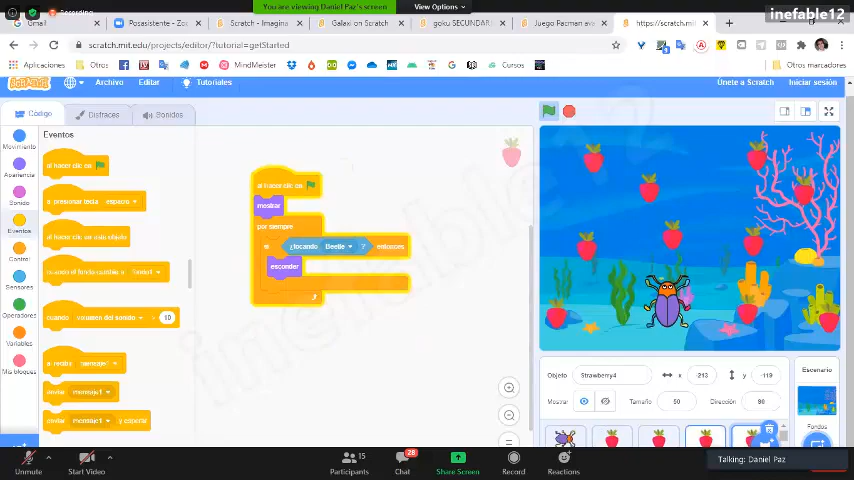 You are viewing Daniel Paz's screen
View Options
Recording
inefable12
Gmail
Posasistente - Zo
Scratch - Imagina
Galaxi on Scratch
goku SECUNDAR
Juego Pacman av
https://scratch.mit.edu/projects
scratch.mit.edu/projects/editor/?tutorial=getStarted
Aplicaciones
Otros
MindMeister
Cursos
Otros marcadores
SCRATCH
Archivo
Editar
Tutoriales
Únete a Scratch
Iniciar sesión
Código
Disfraces
Sonidos
Movimiento
Apariencia
Sonido
Eventos
Control
Sensores
Operadores
Variables
Mis bloques
Eventos
al hacer clic en
al presionar tecla espacio
al hacer clic en este objeto
cuando el fondo cambie a fondo1
cuando volumen del sonido > 10
al recibir mensaje1
enviar mensaje1
enviar mensaje1 y esperar
al hacer clic en
mostrar
por siempre
si ¿tocando Beetle ? entonces
esconder
Objeto
Strawberry4
x
-213
y
-119
Mostrar
Tamaño
50
Dirección
90
Escenario
Fondos
Unmute
Start Video
Participants
15
Chat
28
Share Screen
Record
Reactions
Talking: Daniel Paz